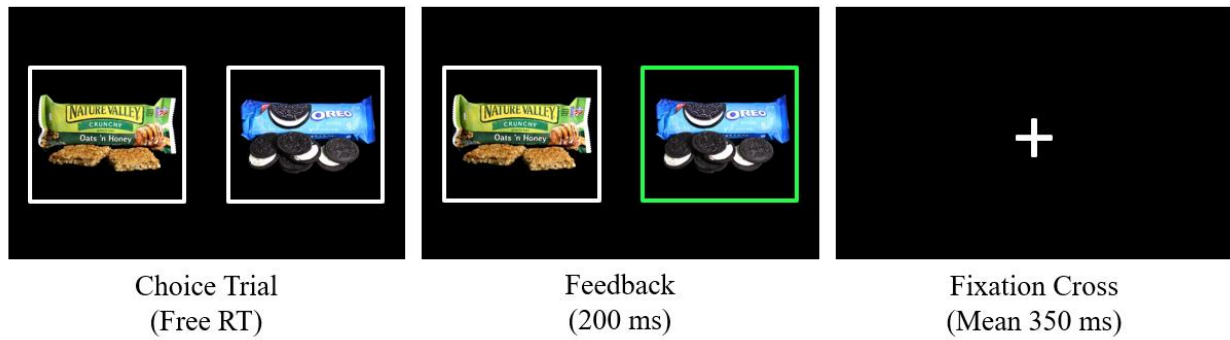 NATURE VALLEY
CRUNCHY
Oats 'n Honey
OREO
NATURE VALLEY
CRUNCHY
Oats 'n Honey
OREO
Choice Trial
(Free RT)
Feedback
(200 ms)
Fixation Cross
(Mean 350 ms)